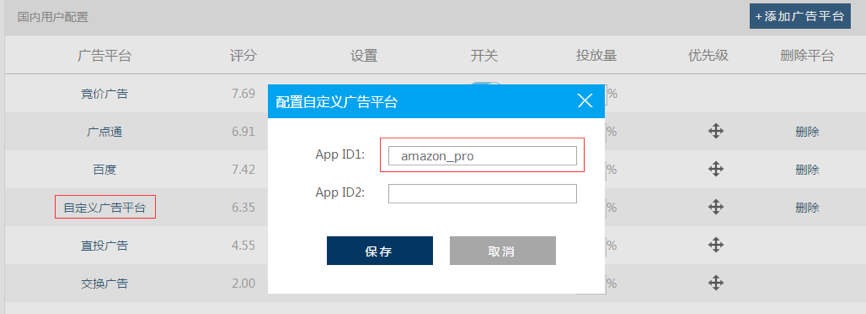 国内用户配置
+添加广告平台
广告平台 评分 设置 开关 投放量 优先级 删除平台
竞价广告 7.69 %
配置自定义广告平台
广点通 6.91 % 删除
App ID1: amazon_pro
百度 7.42 % 删除
App ID2:
自定义广告平台 6.35 % 删除
直投广告 4.55 %
保存 取消
交换广告 2.00 %